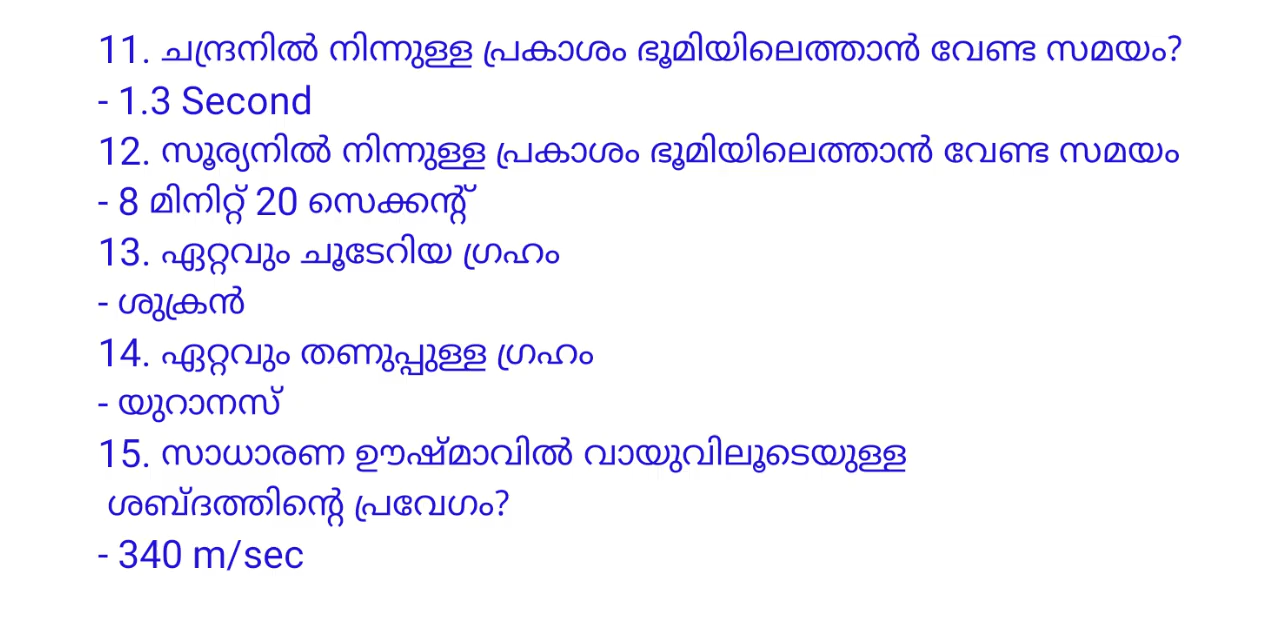 11. ചന്ദ്രനിൽ നിന്നുള്ള പ്രകാശം ഭൂമിയിലെത്താൻ വേണ്ട സമയം?
- 1.3 Second
12. സൂര്യനിൽ നിന്നുള്ള പ്രകാശം ഭൂമിയിലെത്താൻ വേണ്ട സമയം
- 8 മിനിറ്റ് 20 സെക്കന്റ്
13. ഏറ്റവും ചൂടേറിയ ഗ്രഹം
- ശുക്രൻ
14. ഏറ്റവും തണുപ്പുള്ള ഗ്രഹം
- യുറാനസ്
15. സാധാരണ ഊഷ്മാവിൽ വായുവിലൂടെയുള്ള
ശബ്ദത്തിന്റെ പ്രവേഗം?
- 340 m/sec